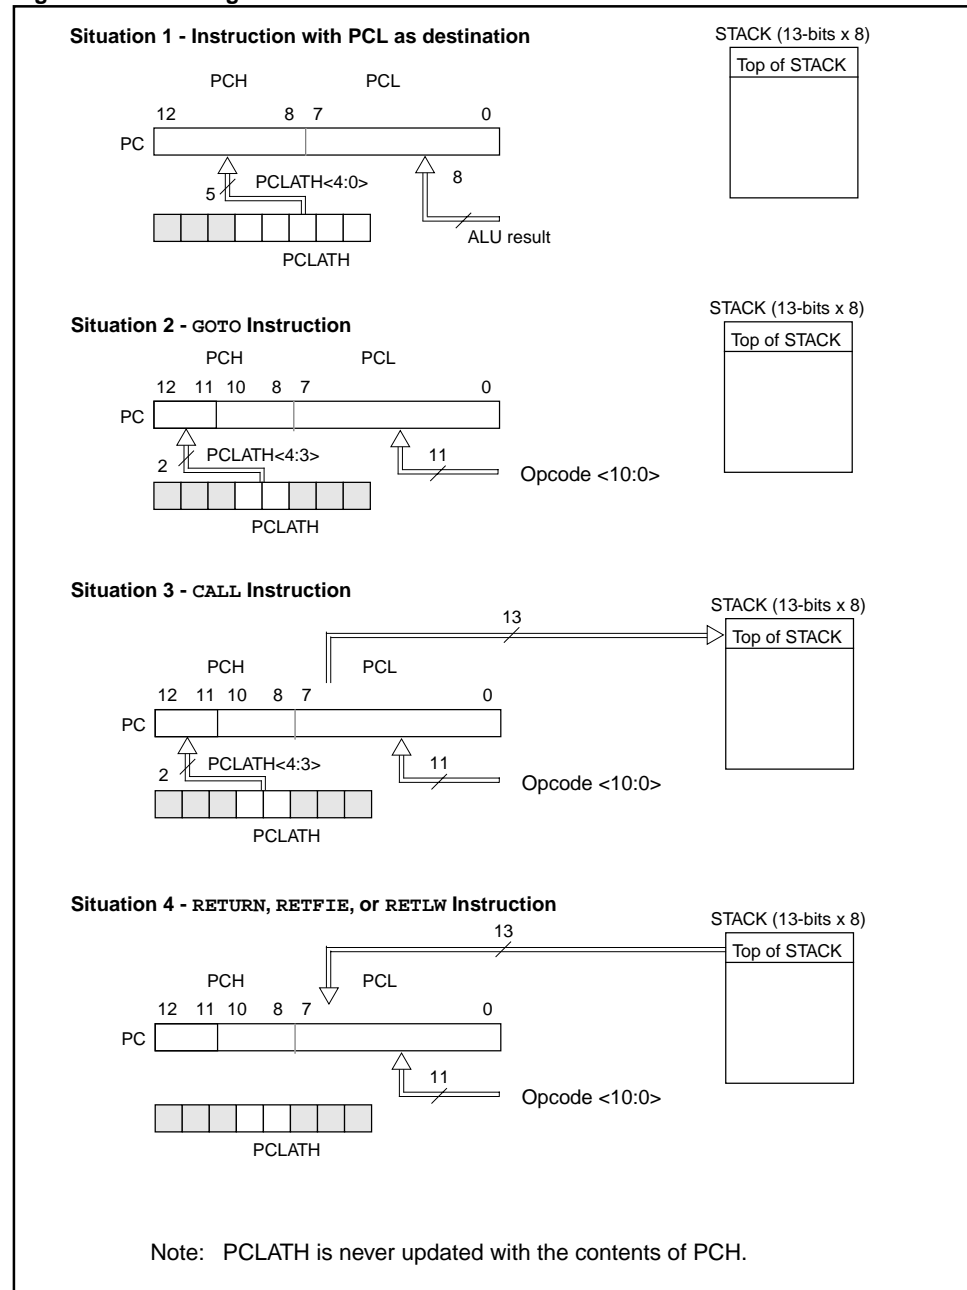 Situation 1 - Instruction with PCL as destination
STACK (13-bits x 8)
Top of STACK
PCH PCL
12 8 7 0
PC
5 PCLATH<4:0> 8
ALU result
PCLATH
STACK (13-bits x 8)
Situation 2 - GOTO Instruction
Top of STACK
PCH PCL
12 11 10 8 7 0
PC
2 PCLATH<4:3> 11
Opcode <10:0>
PCLATH
Situation 3 - CALL Instruction
STACK (13-bits x 8)
13
Top of STACK
PCH PCL
12 11 10 8 7 0
PC
2 PCLATH<4:3> 11
Opcode <10:0>
PCLATH
Situation 4 - RETURN, RETFIE, or RETLW Instruction
STACK (13-bits x 8)
13
Top of STACK
PCH PCL
12 11 10 8 7 0
PC
11
Opcode <10:0>
PCLATH
Note: PCLATH is never updated with the contents of PCH.